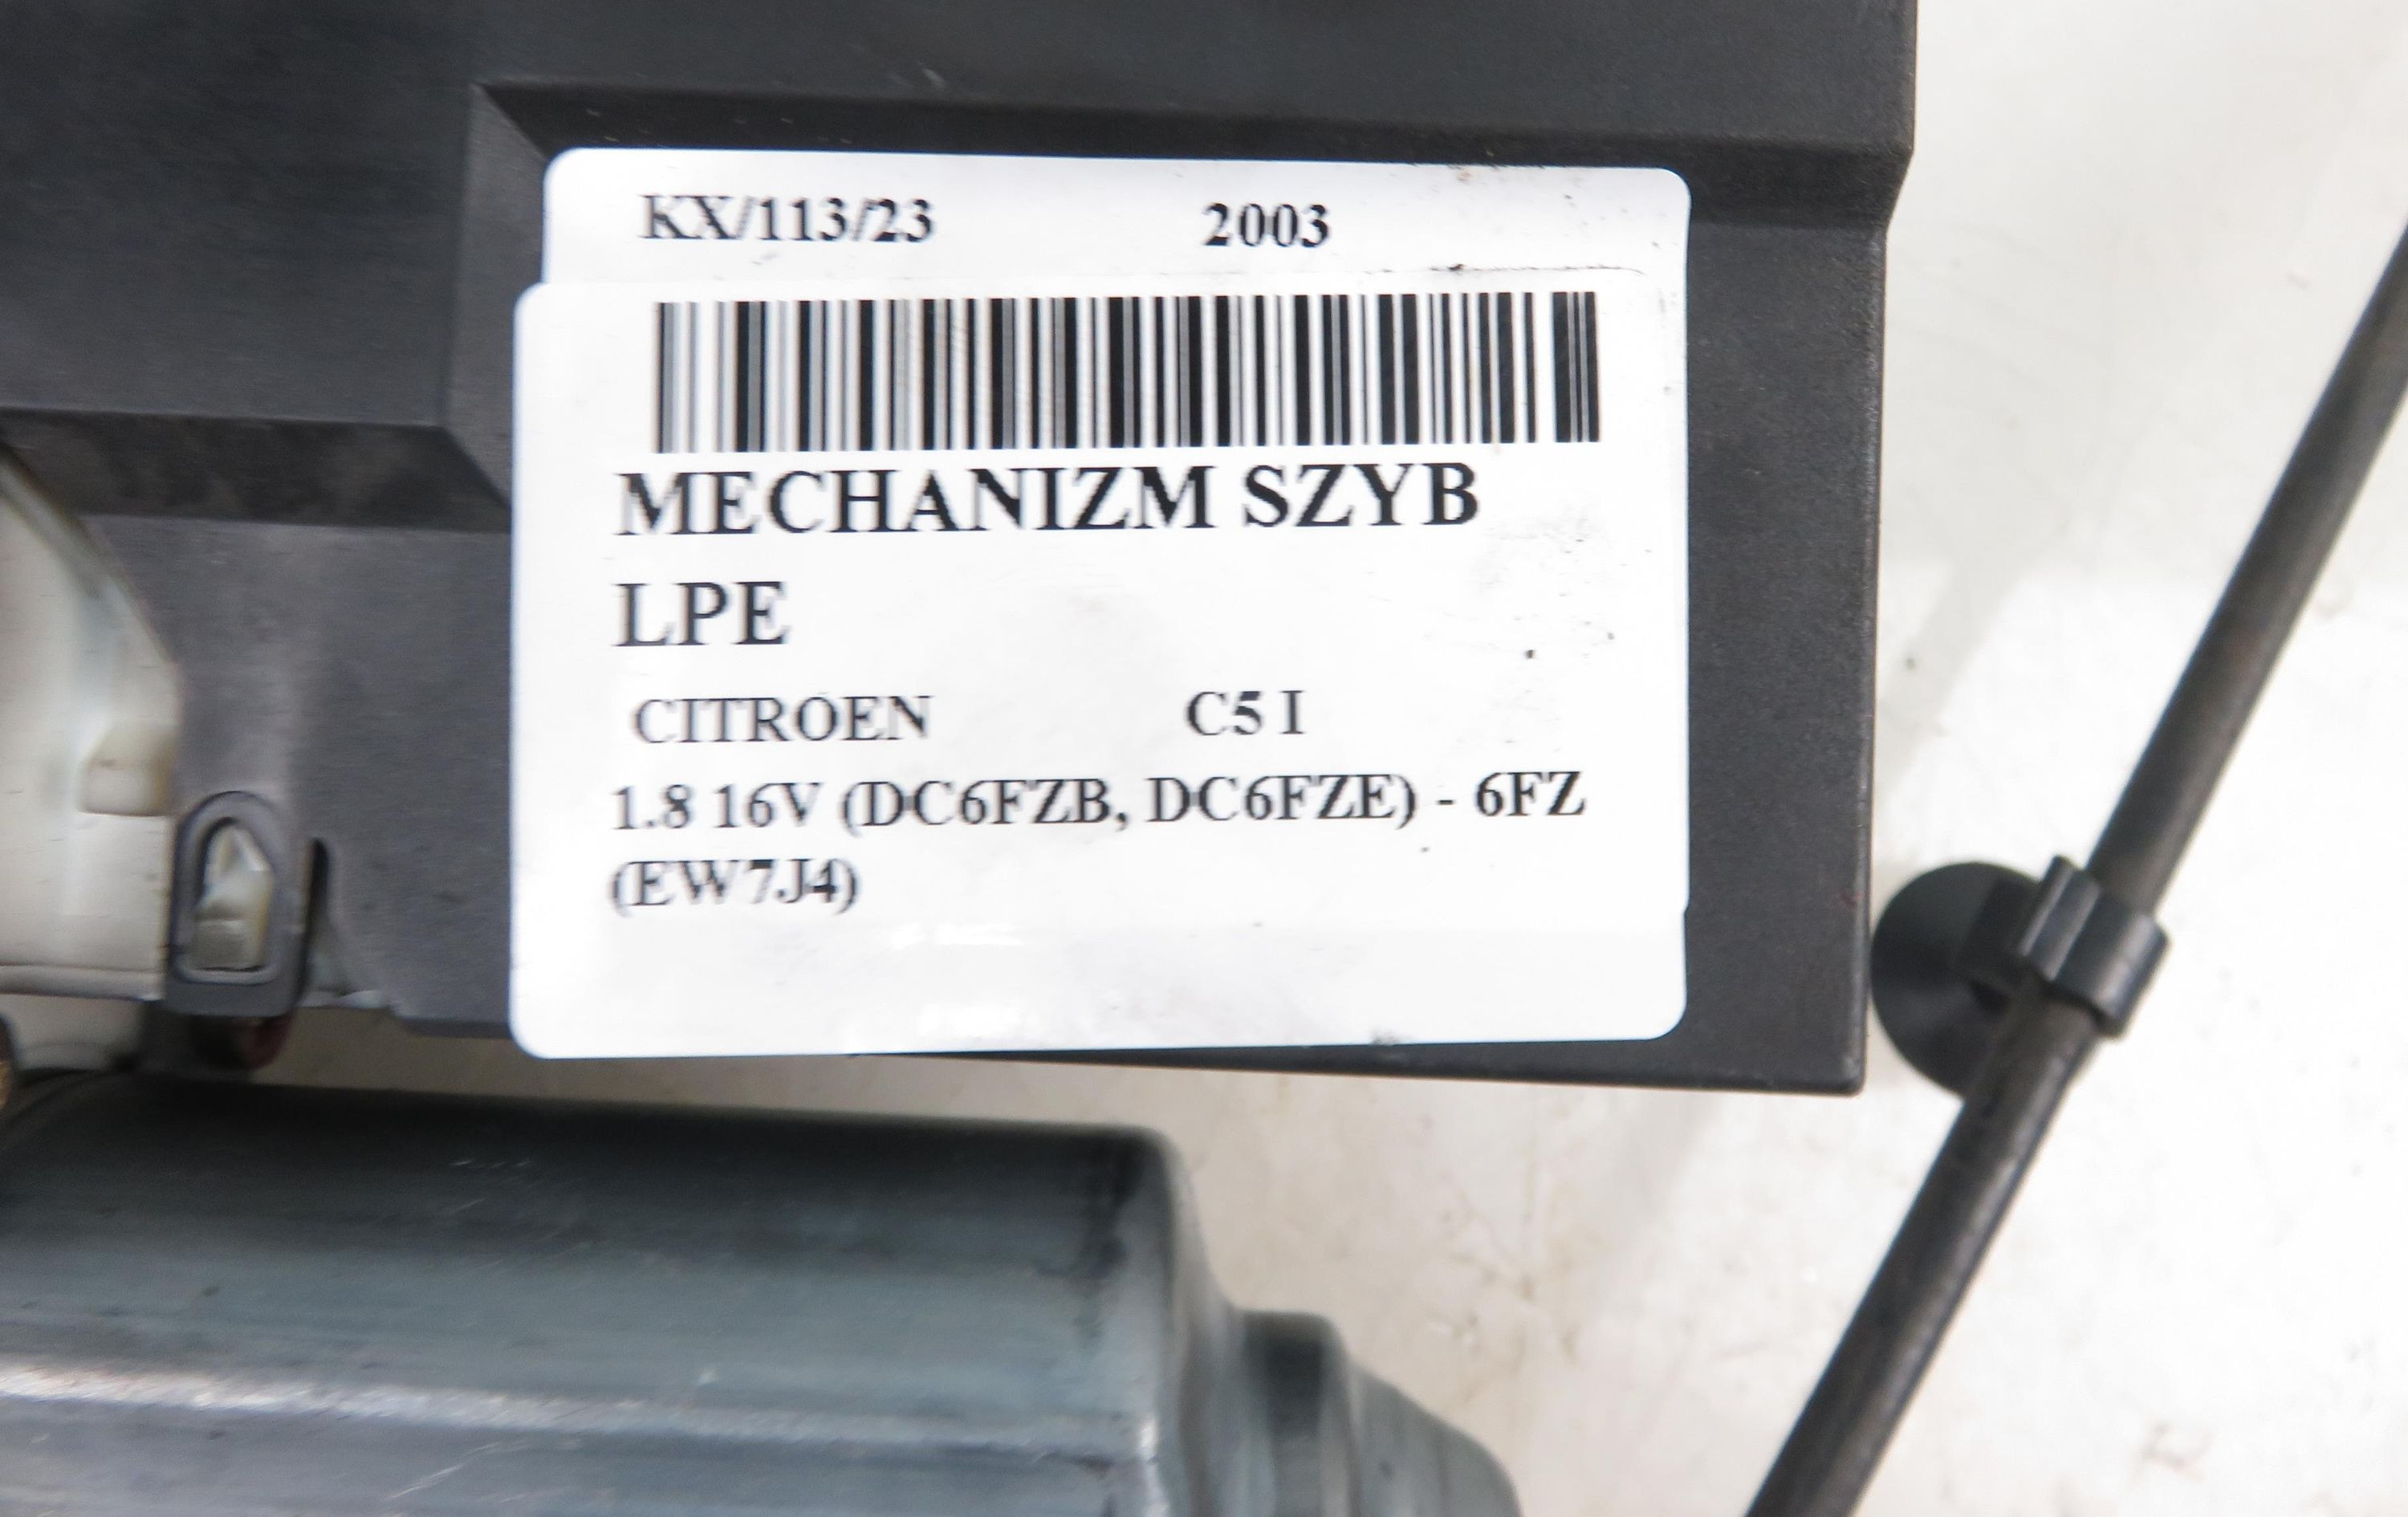 KX/113/23 2003
MECHANIZM SZYB
LPE
CITROEN C5 I
1.8 16V (DC6FZB, DC6FZE) - 6FZ
(EW7J4)